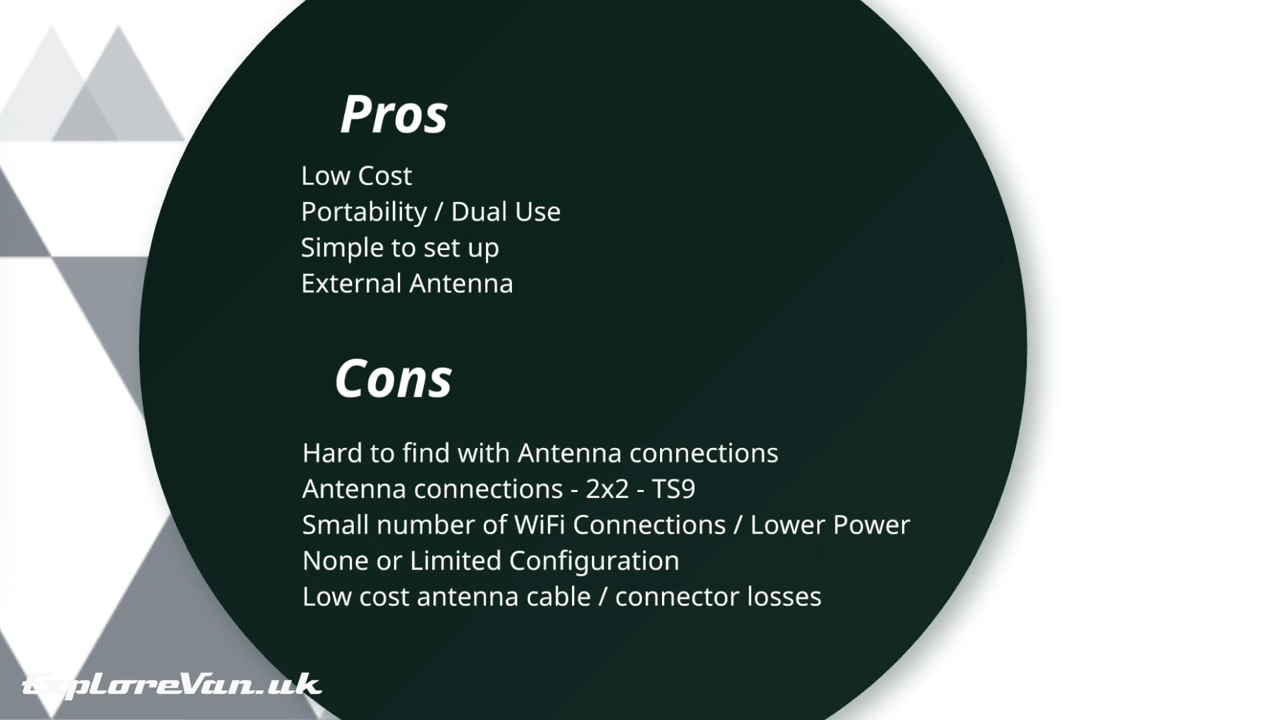 Pros
Low Cost
Portability / Dual Use
Simple to set up
External Antenna
Cons
Hard to find with Antenna connections
Antenna connections - 2x2 - TS9
Small number of WiFi Connections / Lower Power
None or Limited Configuration
Low cost antenna cable / connector losses
ExploreVan.uk